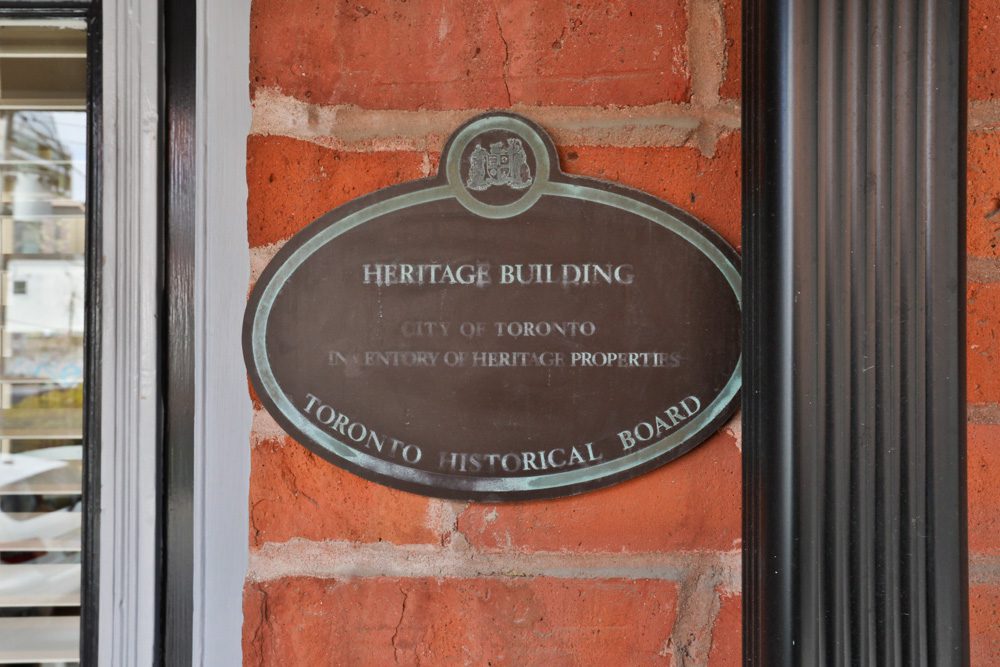 HERITAGE BUILDING
CITY OF TORONTO
INVENTORY OF HERITAGE PROPERTIES
TORONTO HISTORICAL BOARD